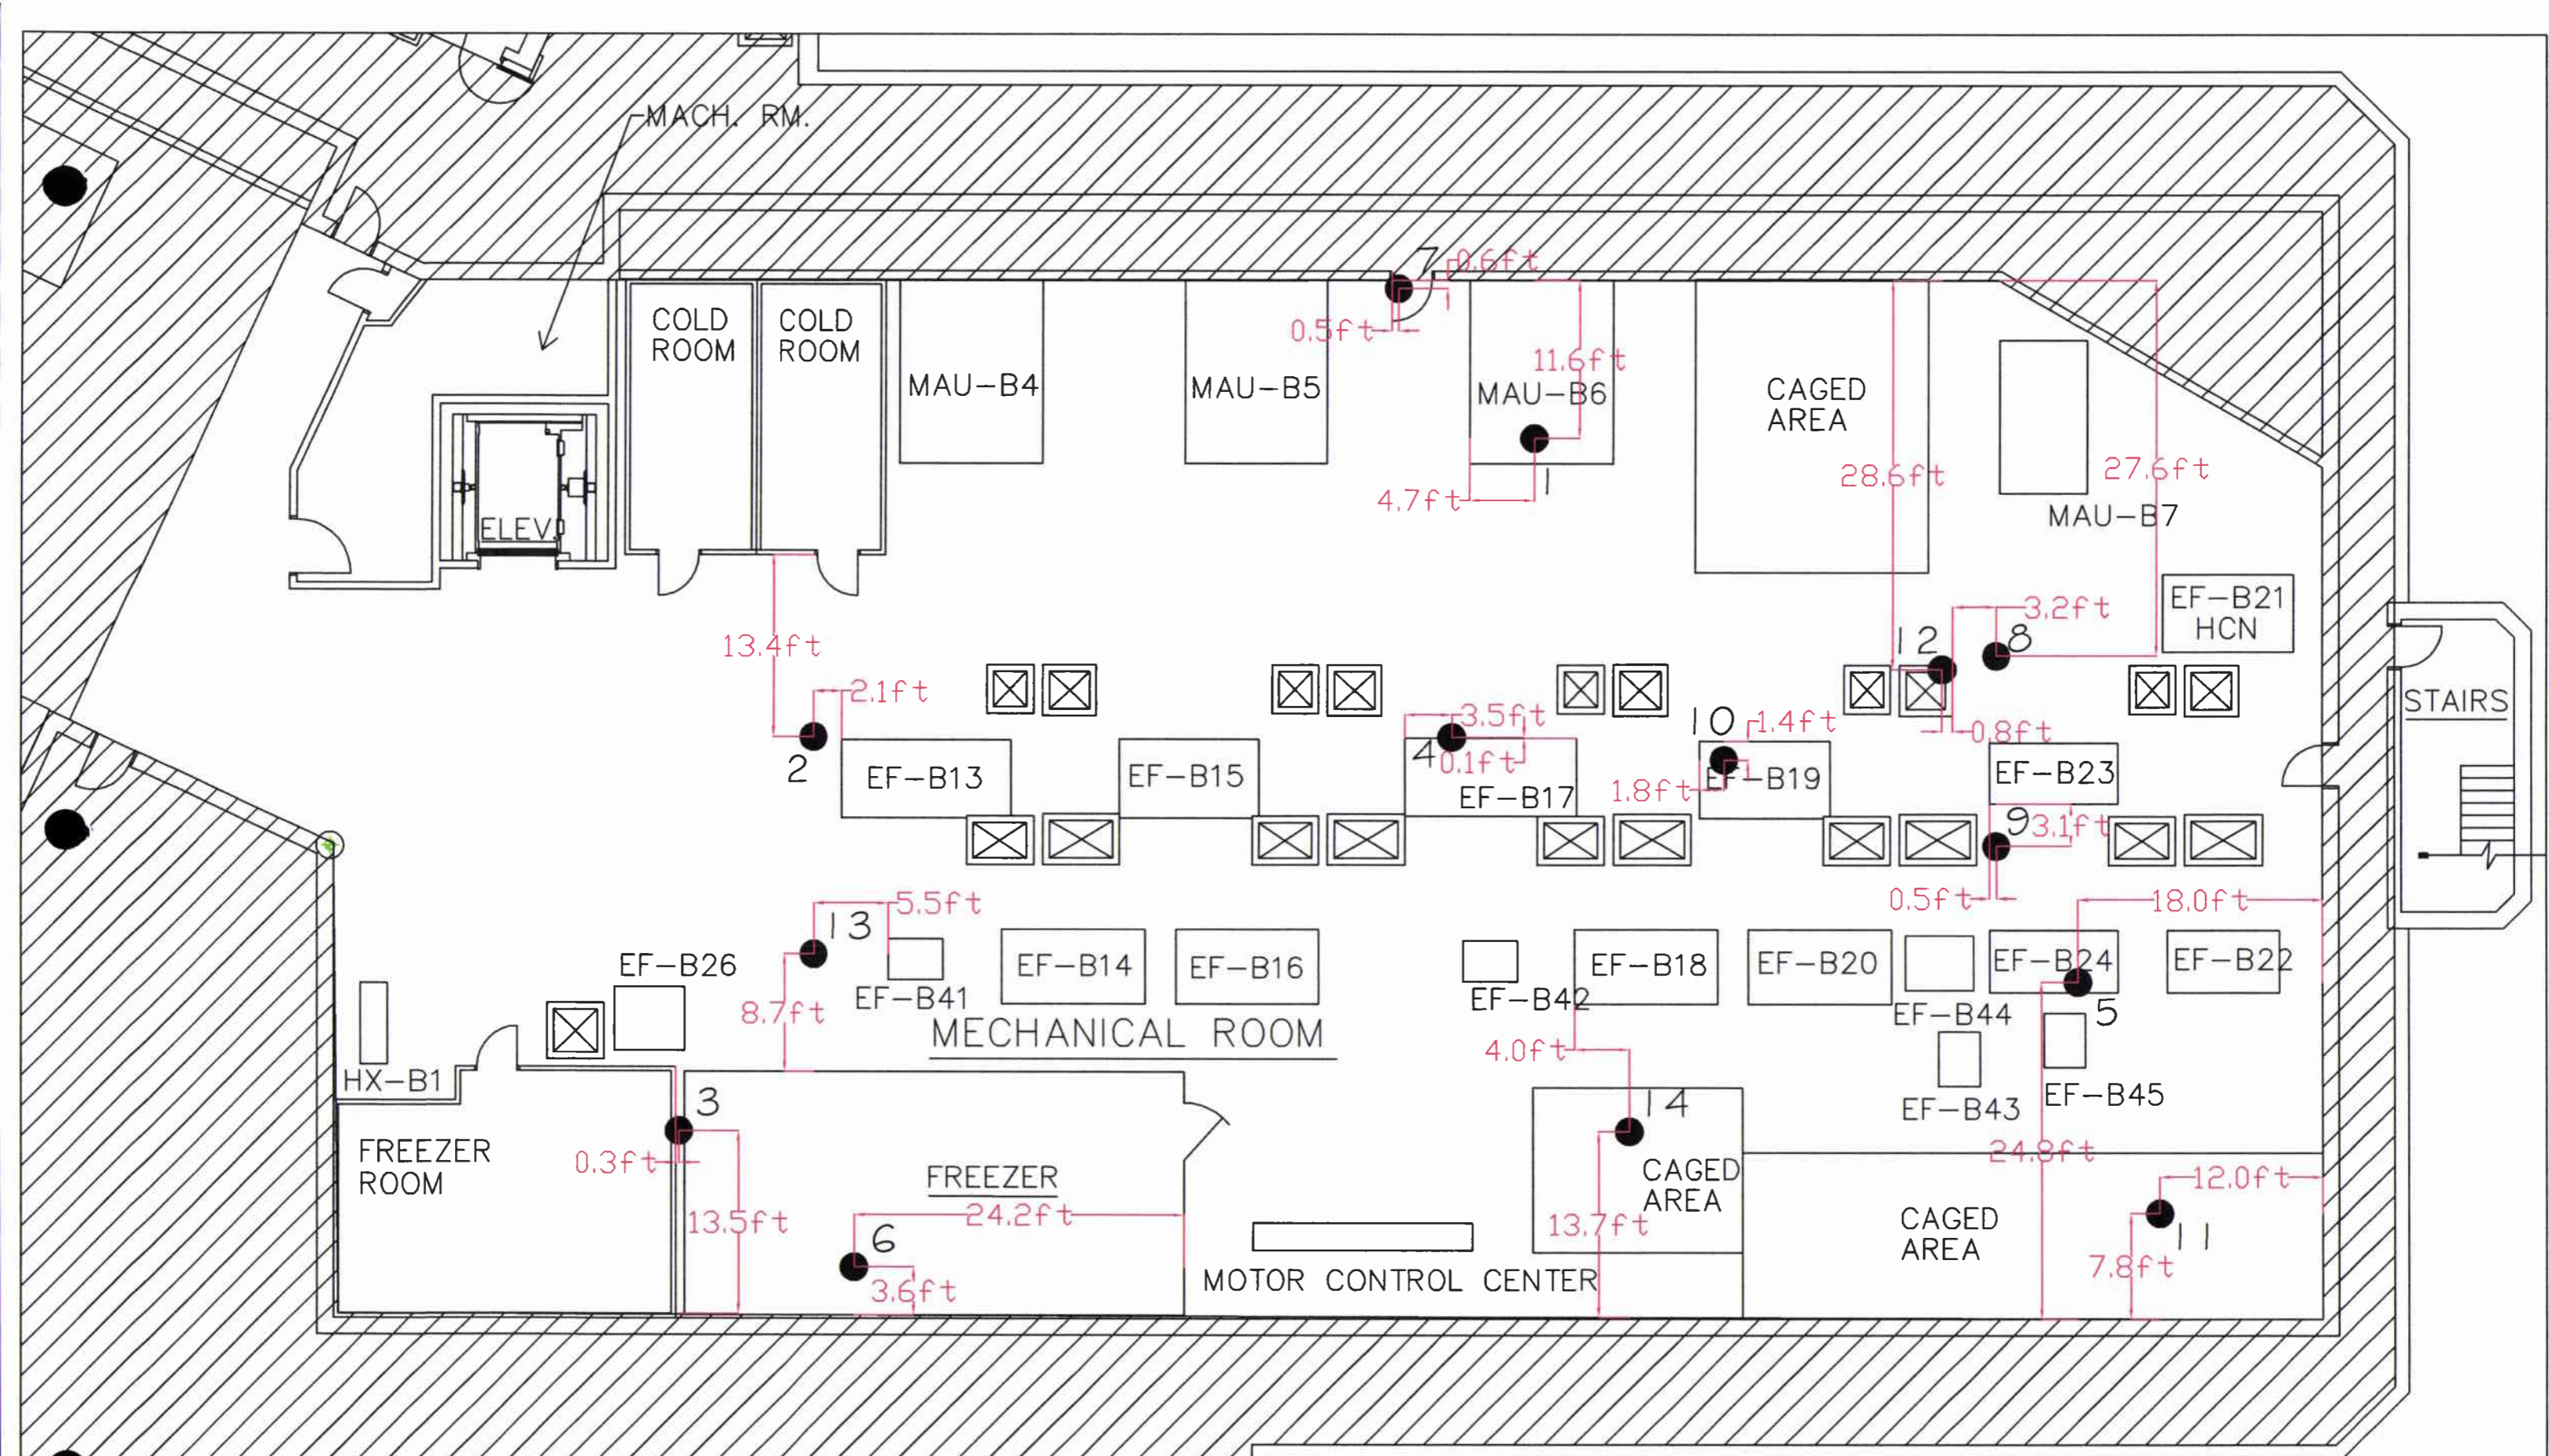 MACH. RM.
7
0.6ft
0.5ft
COLD
ROOM
COLD
ROOM
MAU-B4
MAU-B5
MAU-B6
11.6ft
1
4.7ft
CAGED
AREA
28.6ft
27.6ft
MAU-B7
ELEV.
EF-B21
HCN
3.2ft
12
8
13.4ft
2.1ft
2
EF-B13
EF-B15
3.5ft
4
0.1ft
EF-B17
10
1.4ft
1.8ft
EF-B19
0.8ft
EF-B23
STAIRS
9
3.1ft
0.5ft
18.0ft
5.5ft
13
8.7ft
EF-B26
EF-B41
EF-B14
EF-B16
EF-B42
EF-B18
EF-B20
EF-B44
EF-B24
EF-B22
5
MECHANICAL ROOM
4.0ft
HX-B1
EF-B43
EF-B45
3
0.3ft
FREEZER
ROOM
13.5ft
FREEZER
24.2ft
6
3.6ft
14
CAGED
AREA
13.7ft
MOTOR CONTROL CENTER
24.8ft
12.0ft
CAGED
AREA
11
7.8ft